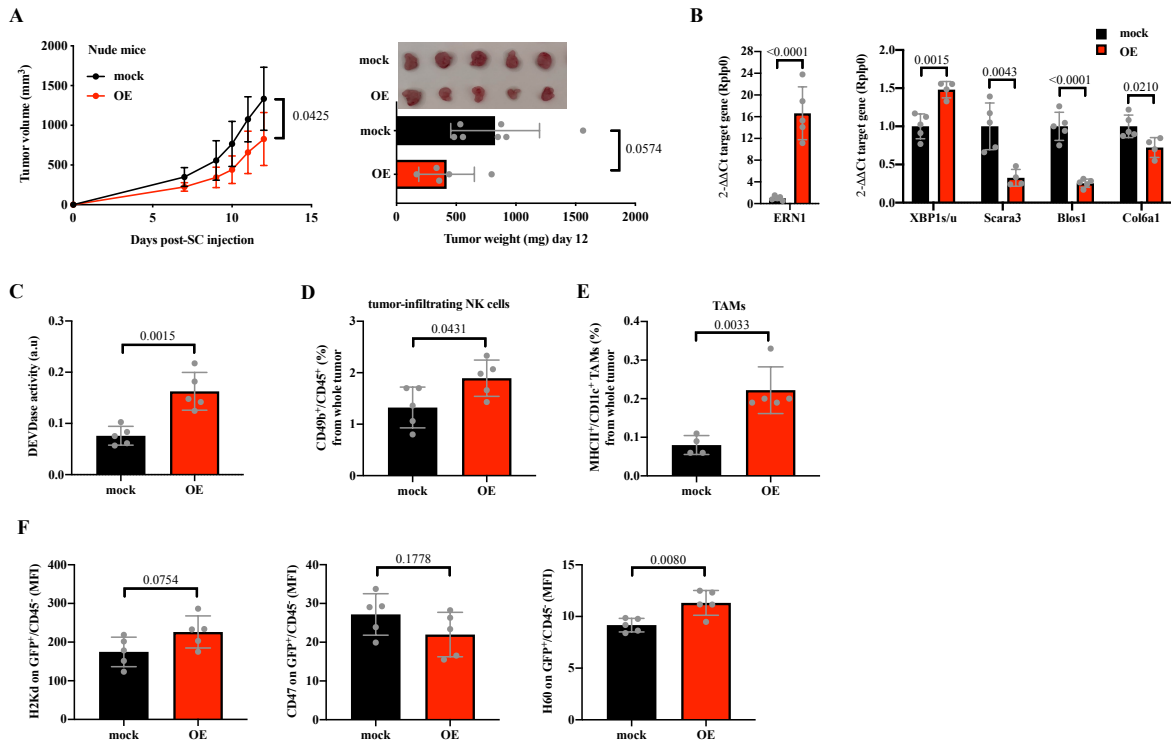 A
Nude mice
mock
OE
Tumor volume (mm³)
2000
1500
1000
500
0
0.0425
0
5
10
15
Days post-SC injection
mock
OE
mock
OE
0.0574
0
500
1000
1500
2000
Tumor weight (mg) day 12
B
mock
OE
2-ΔΔCt target gene (Rplp0)
28
24
20
16
12
8
4
0
<0.0001
ERN1
2-ΔΔCt target gene (Rplp0)
2.0
1.5
1.0
0.5
0.0
0.0015
0.0043
<0.0001
0.0210
XBP1s/u
Scara3
Blos1
Col6a1
C
DEVDase activity (a.u)
0.3
0.2
0.1
0.0
0.0015
mock
OE
D
tumor-infiltrating NK cells
CD49b⁺/CD45⁺ (%)
from whole tumor
3
2
1
0
0.0431
mock
OE
E
TAMs
MHCII⁺/CD11c⁺ TAMs (%)
from whole tumor
0.4
0.3
0.2
0.1
0.0
0.0033
mock
OE
F
H2Kd on GFP⁺/CD45⁻ (MFI)
400
300
200
100
0
0.0754
mock
OE
CD47 on GFP⁺/CD45⁻ (MFI)
40
30
20
10
0
0.1778
mock
OE
H60 on GFP⁺/CD45⁻ (MFI)
15
10
5
0
0.0080
mock
OE